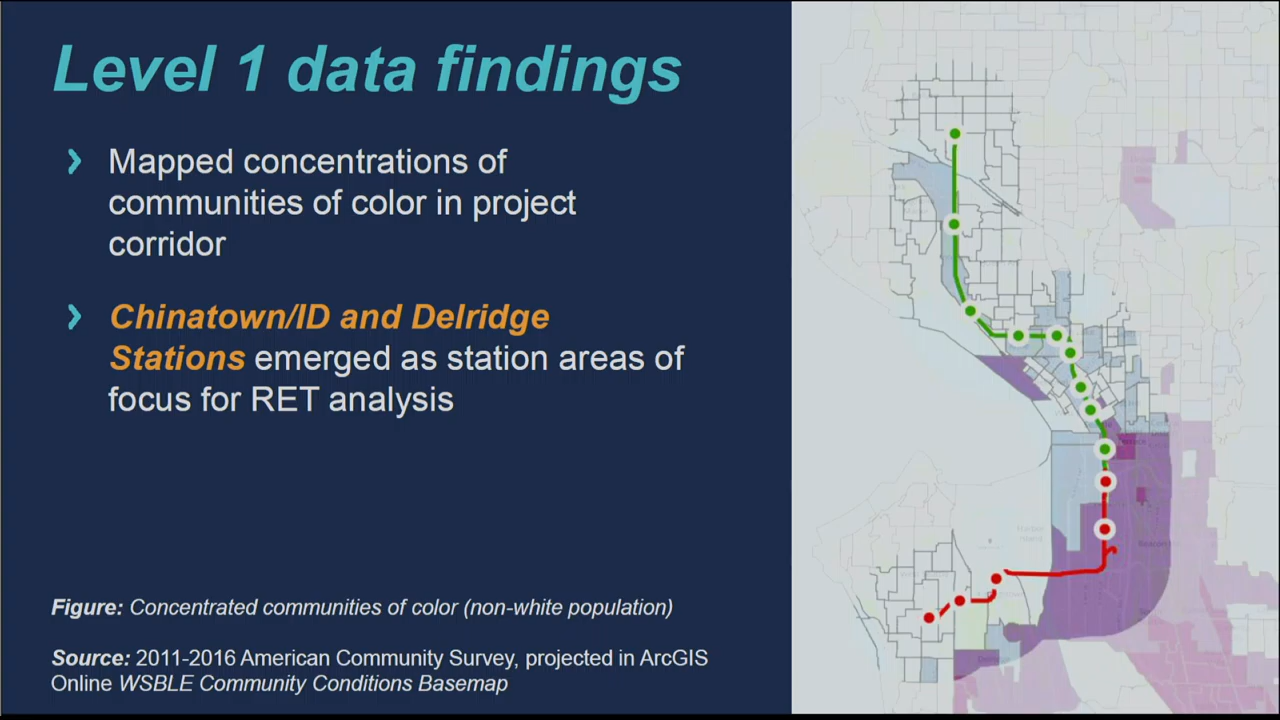 Level 1 data findings
Mapped concentrations of
communities of color in project
corridor
Chinatown/ID and Delridge
Stations emerged as station areas of
focus for RET analysis
Figure: Concentrated communities of color (non-white population)
Source: 2011-2016 American Community Survey, projected in ArcGIS
Online WSBLE Community Conditions Basemap
Harbor
Island